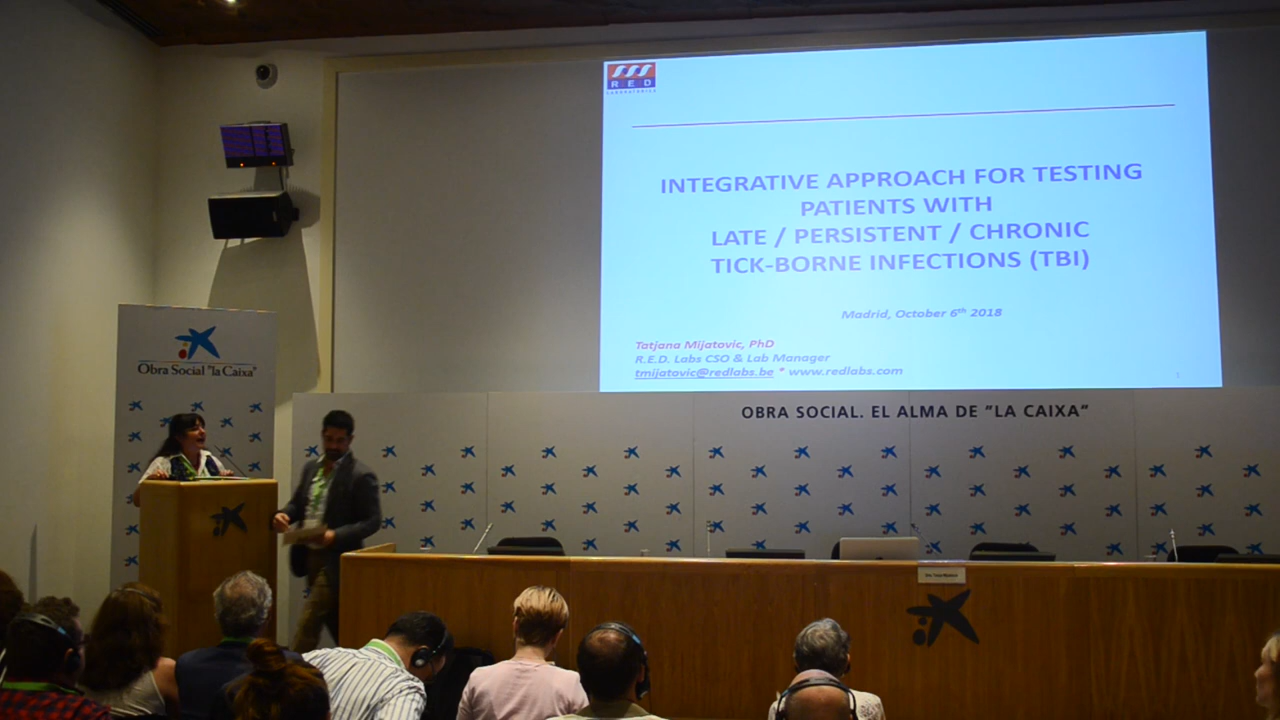 R.E.D
LABORATORIES
INTEGRATIVE APPROACH FOR TESTING
PATIENTS WITH
LATE / PERSISTENT / CHRONIC
TICK-BORNE INFECTIONS (TBI)
Madrid, October 6th 2018
Tatjana Mijatovic, PhD
R.E.D. Labs CSO & Lab Manager
tmijatovic@redlabs.be * www.redlabs.com
1
Obra Social "la Caixa"
OBRA SOCIAL. EL ALMA DE "LA CAIXA"